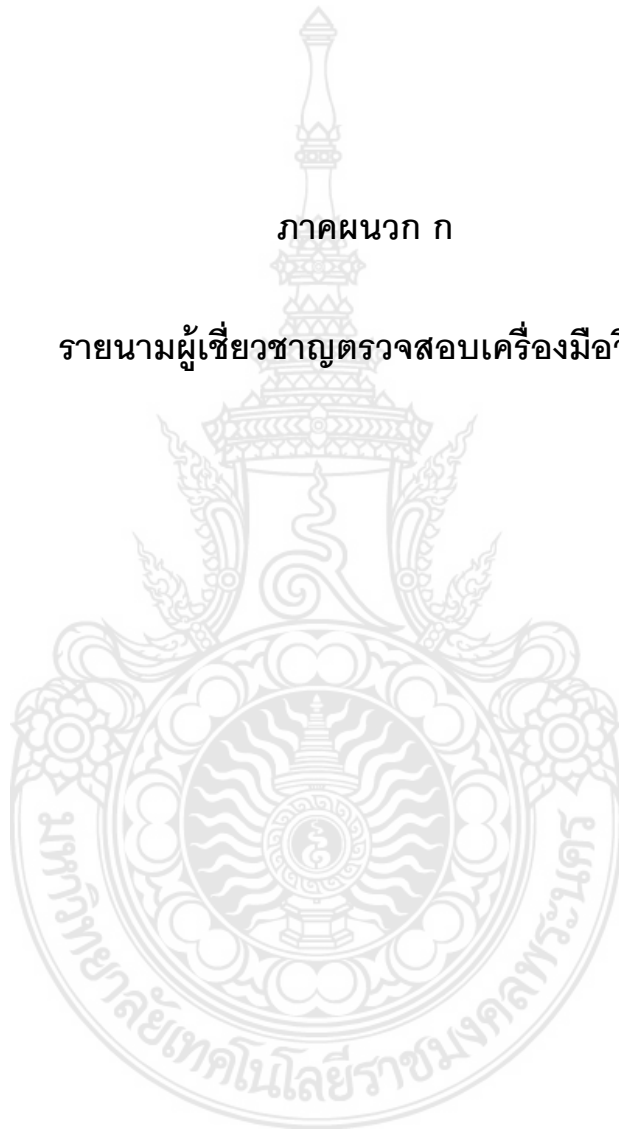 ภาคผนวก ก
รายนามผู้เชี่ยวชาญตรวจสอบเครื่องมือ
มหาวิทยาลัยเทคโนโลยีราชมงคลพระนคร